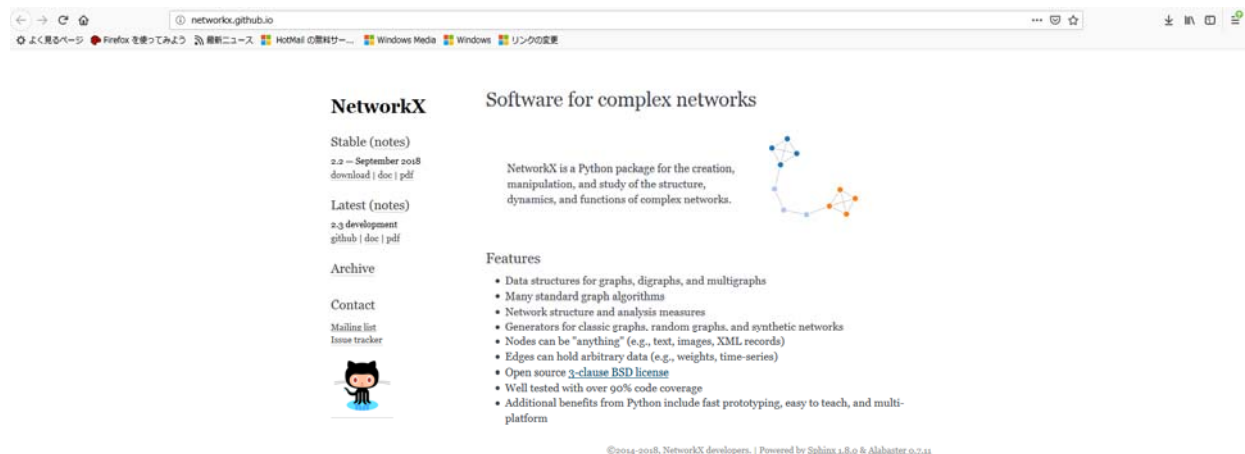 networkx.github.io
よく見るページ Firefox を使ってみよう 最新ニュース HotMail の無料サー... Windows Media Windows リンクの変更
NetworkX
Stable (notes)
2.2 — September 2018
download | doc | pdf
Latest (notes)
2.3 development
github | doc | pdf
Archive
Contact
Mailing list
Issue tracker
Software for complex networks
NetworkX is a Python package for the creation,
manipulation, and study of the structure,
dynamics, and functions of complex networks.
Features
• Data structures for graphs, digraphs, and multigraphs
• Many standard graph algorithms
• Network structure and analysis measures
• Generators for classic graphs, random graphs, and synthetic networks
• Nodes can be "anything" (e.g., text, images, XML records)
• Edges can hold arbitrary data (e.g., weights, time-series)
• Open source 3-clause BSD license
• Well tested with over 90% code coverage
• Additional benefits from Python include fast prototyping, easy to teach, and multi-
platform
©2014-2018, NetworkX developers. | Powered by Sphinx 1.8.0 & Alabaster 0.7.11